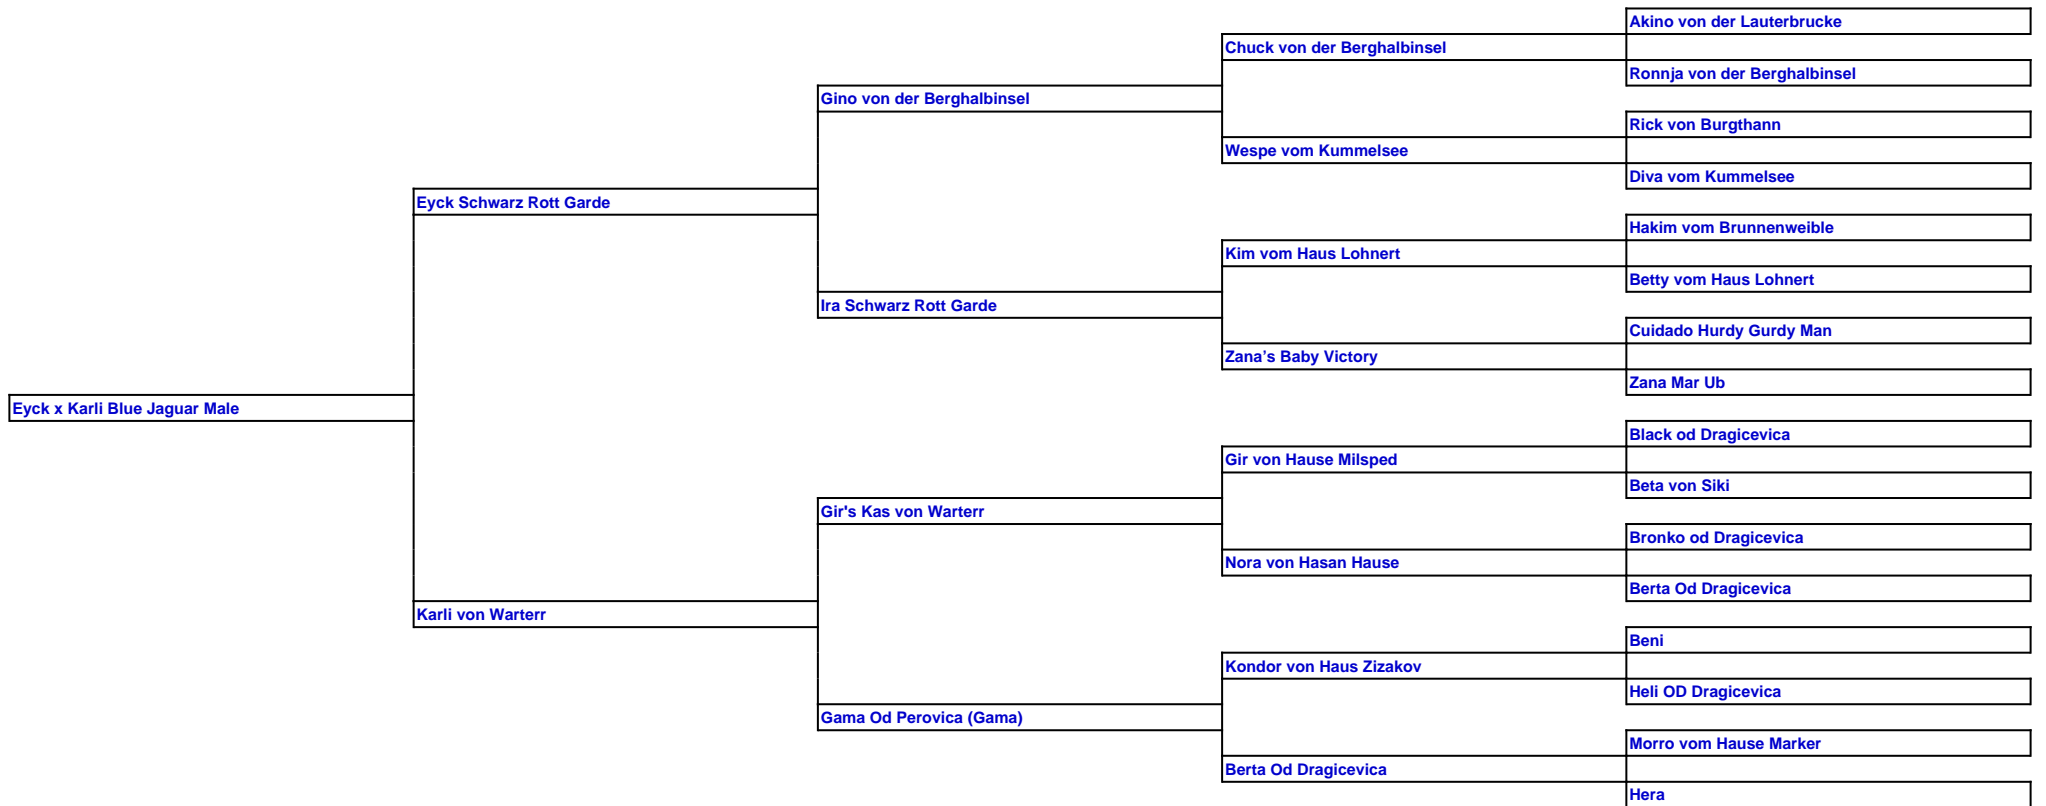 Akino von der Lauterbrucke
Chuck von der Berghalbinsel
Ronnja von der Berghalbinsel
Gino von der Berghalbinsel
Rick von Burgthann
Wespe vom Kummelsee
Diva vom Kummelsee
Eyck Schwarz Rott Garde
Hakim vom Brunnenweible
Kim vom Haus Lohnert
Betty vom Haus Lohnert
Ira Schwarz Rott Garde
Cuidado Hurdy Gurdy Man
Zana’s Baby Victory
Zana Mar Ub
Eyck x Karli Blue Jaguar Male
Black od Dragicevica
Gir von Hause Milsped
Beta von Siki
Gir's Kas von Warterr
Bronko od Dragicevica
Nora von Hasan Hause
Berta Od Dragicevica
Karli von Warterr
Beni
Kondor von Haus Zizakov
Heli OD Dragicevica
Gama Od Perovica (Gama)
Morro vom Hause Marker
Berta Od Dragicevica
Hera